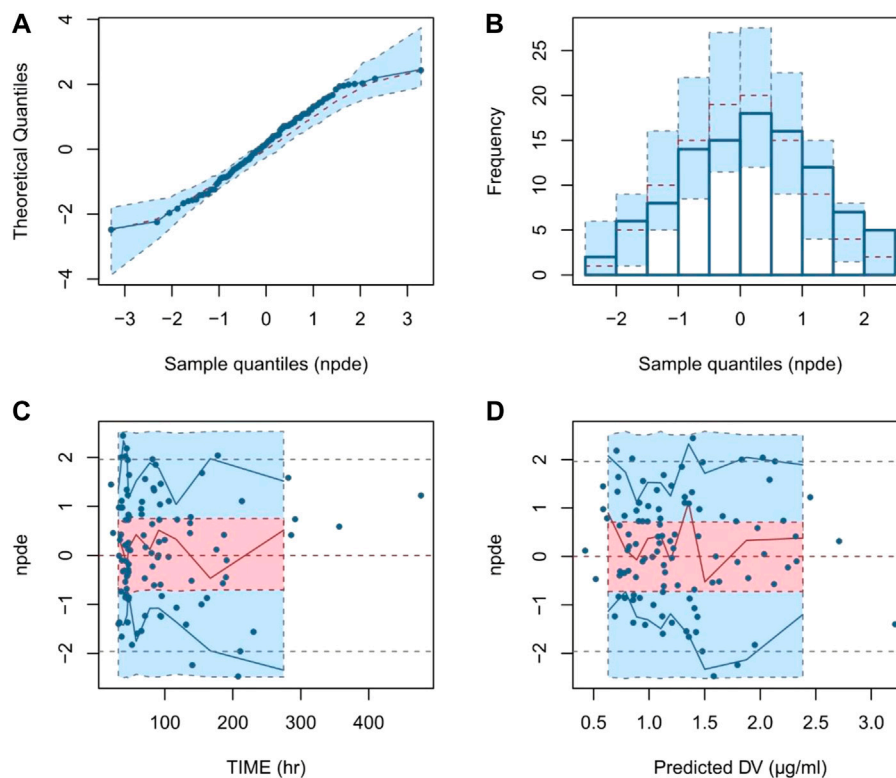 A
Theoretical Quantiles
4
2
0
−2
−4
−3 −2 −1 0 1 2 3
Sample quantiles (npde)
B
Frequency
25
20
15
10
5
0
−2 −1 0 1 2
Sample quantiles (npde)
C
npde
2
1
0
−1
−2
100 200 300 400
TIME (hr)
D
npde
2
1
0
−1
−2
0.5 1.0 1.5 2.0 2.5 3.0
Predicted DV (µg/ml)